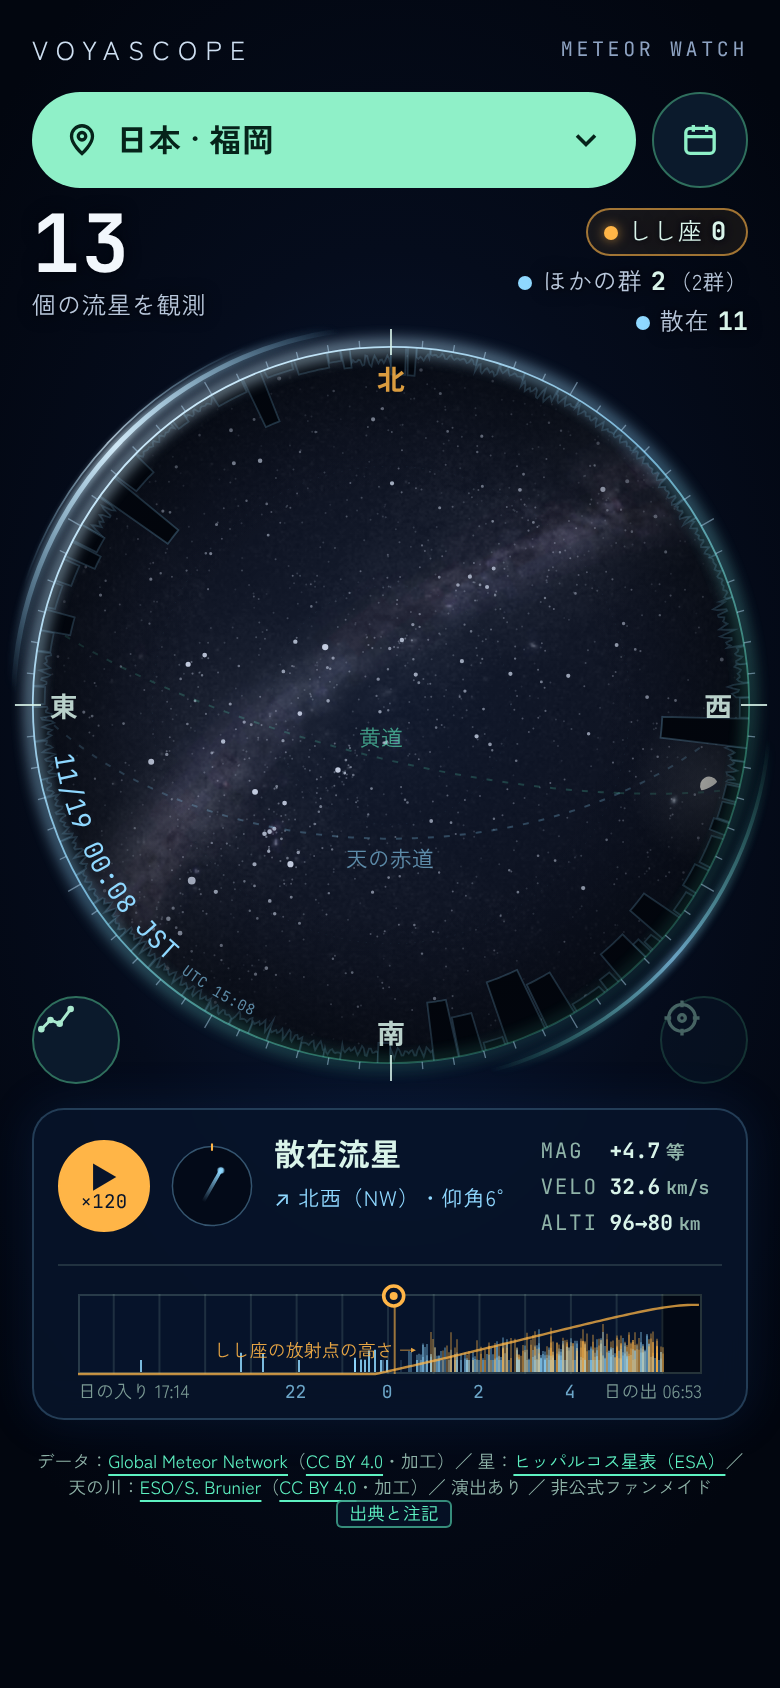 VOYASCOPE
METEOR WATCH
日本・福岡
13
個の流星を観測
しし座 0
ほかの群 2 (2群)
散在 11
北
東
西
黄道
天の赤道
11/19 00:08 JST
UTC 15:08
南
×120
散在流星
北西（NW）・仰角6°
MAG +4.7 等
VELO 32.6 km/s
ALTI 96→80 km
しし座の放射点の高さ→
日の入り 17:14 22 0 2 4 日の出 06:53
データ：Global Meteor Network（CC BY 4.0・加工）／ 星：ヒッパルコス星表（ESA）／
天の川：ESO/S. Brunier（CC BY 4.0・加工）／ 演出あり ／ 非公式ファンメイド
出典と注記